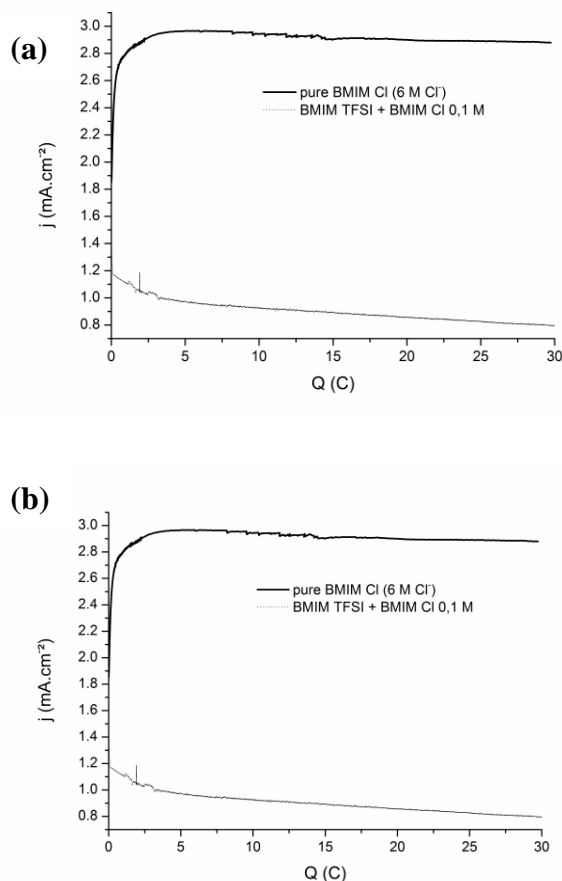 (a)
3.0
2.8
2.6
2.4
2.2
2.0
1.8
1.6
1.4
1.2
1.0
0.8
j (mA.cm⁻²)
pure BMIM Cl (6 M Cl⁻)
BMIM TFSI + BMIM Cl 0,1 M
0 5 10 15 20 25 30
Q (C)
(b)
3.0
2.8
2.6
2.4
2.2
2.0
1.8
1.6
1.4
1.2
1.0
0.8
j (mA.cm⁻²)
pure BMIM Cl (6 M Cl⁻)
BMIM TFSI + BMIM Cl 0,1 M
0 5 10 15 20 25 30
Q (C)